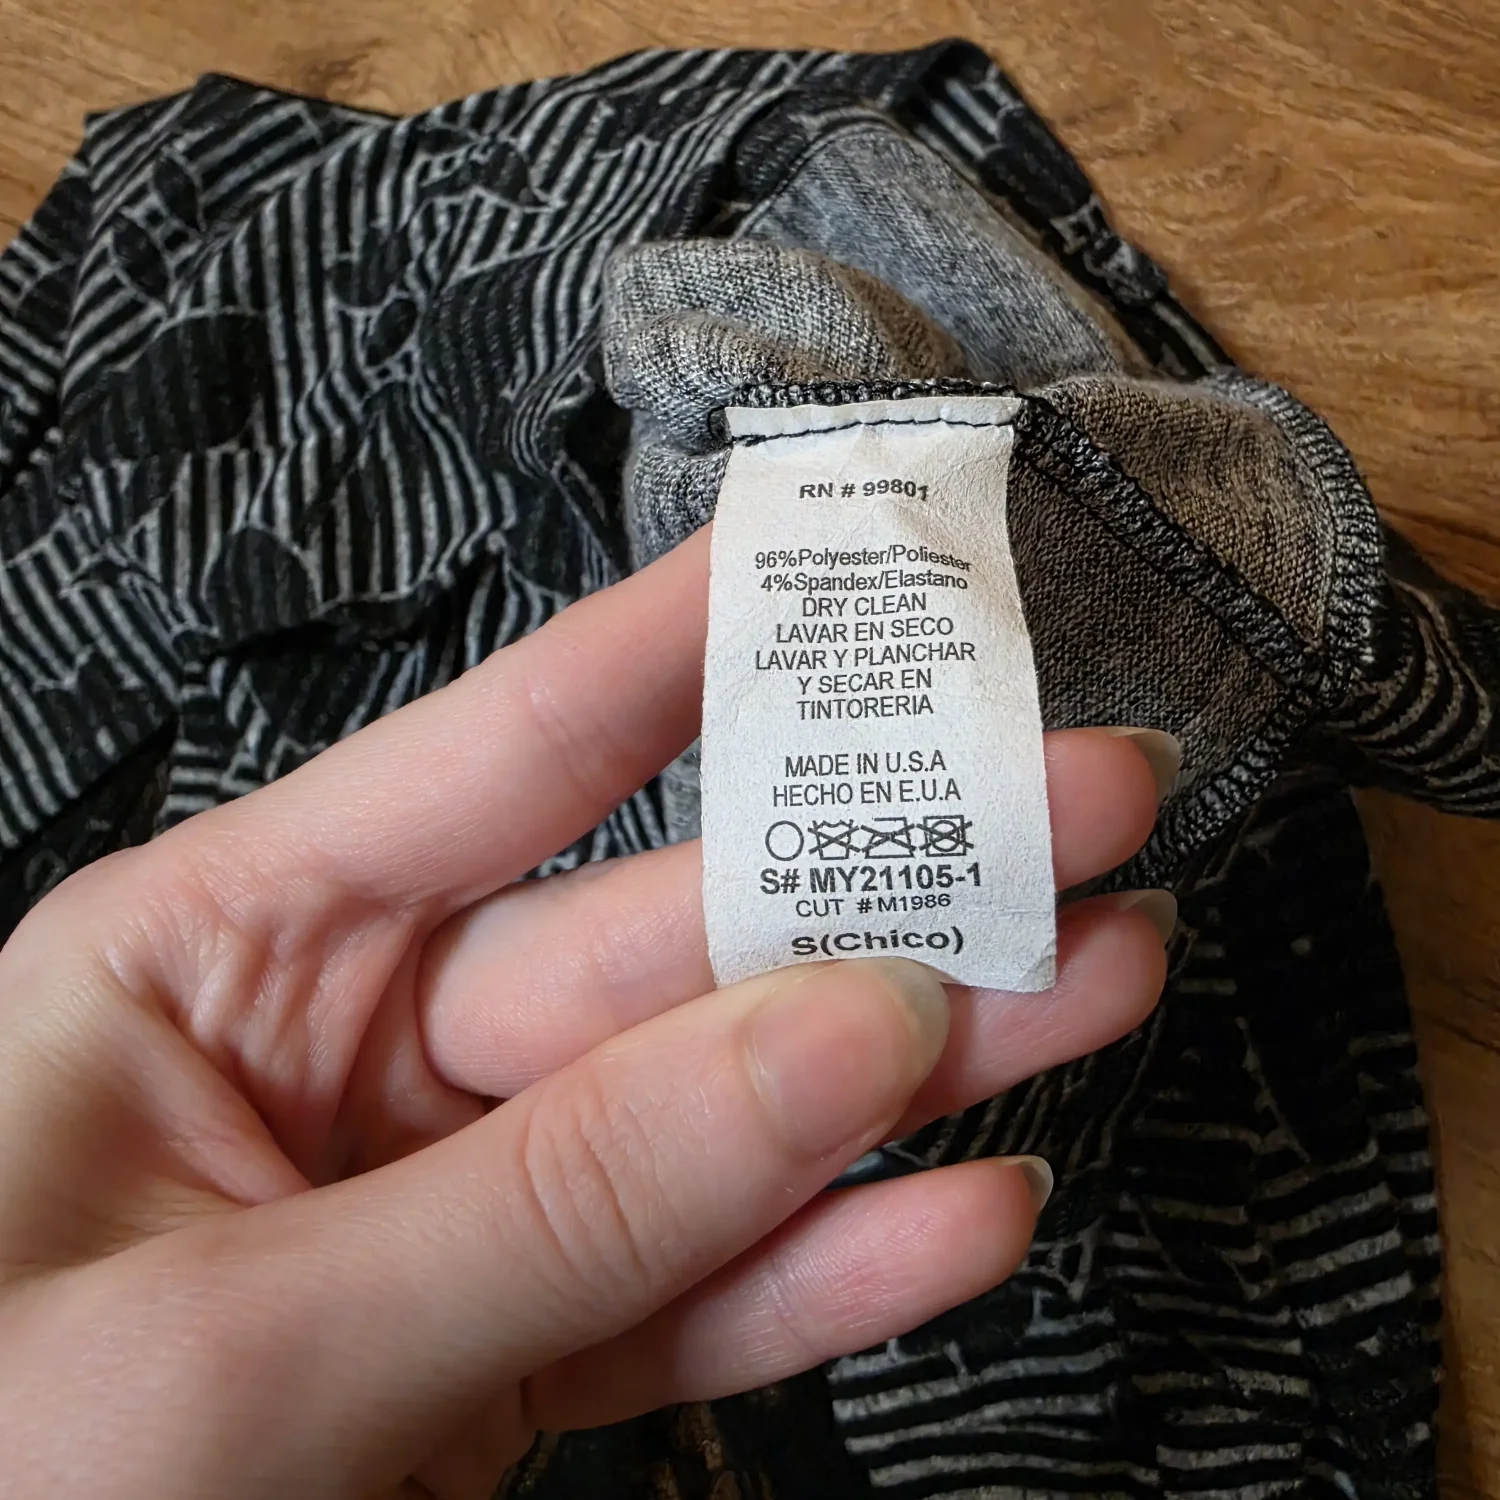 RN # 99801
96%Polyester/Poliester
4%Spandex/Elastano
DRY CLEAN
LAVAR EN SECO
LAVAR Y PLANCHAR
Y SECAR EN
TINTORERIA
MADE IN U.S.A
HECHO EN E.U.A
S# MY21105-1
CUT #M1986
S(Chico)